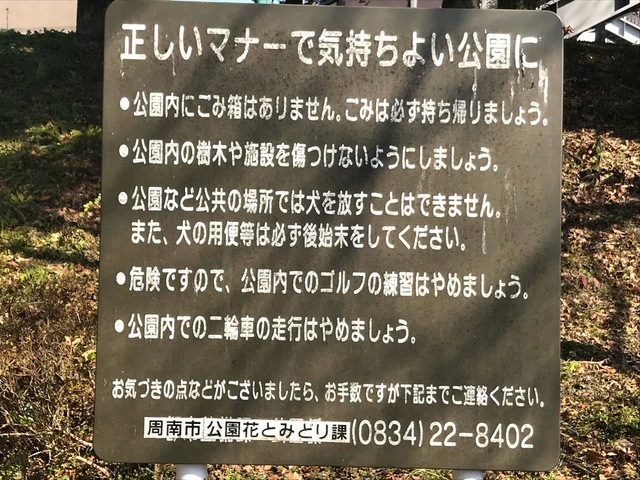 正しいマナーで気持ちよい公園に
●公園内にごみ箱はありません。ごみは必ず持ち帰りましょう。
●公園内の樹木や施設を傷つけないようにしましょう。
●公園など公共の場所では犬を放すことはできません。
また、犬の用便等は必ず後始末をしてください。
●危険ですので、公園内でのゴルフの練習はやめましょう。
●公園内での二輪車の走行はやめましょう。
お気づきの点などがございましたら、お手数ですが下記までご連絡ください。
周南市公園花とみどり課(0834)22-8402